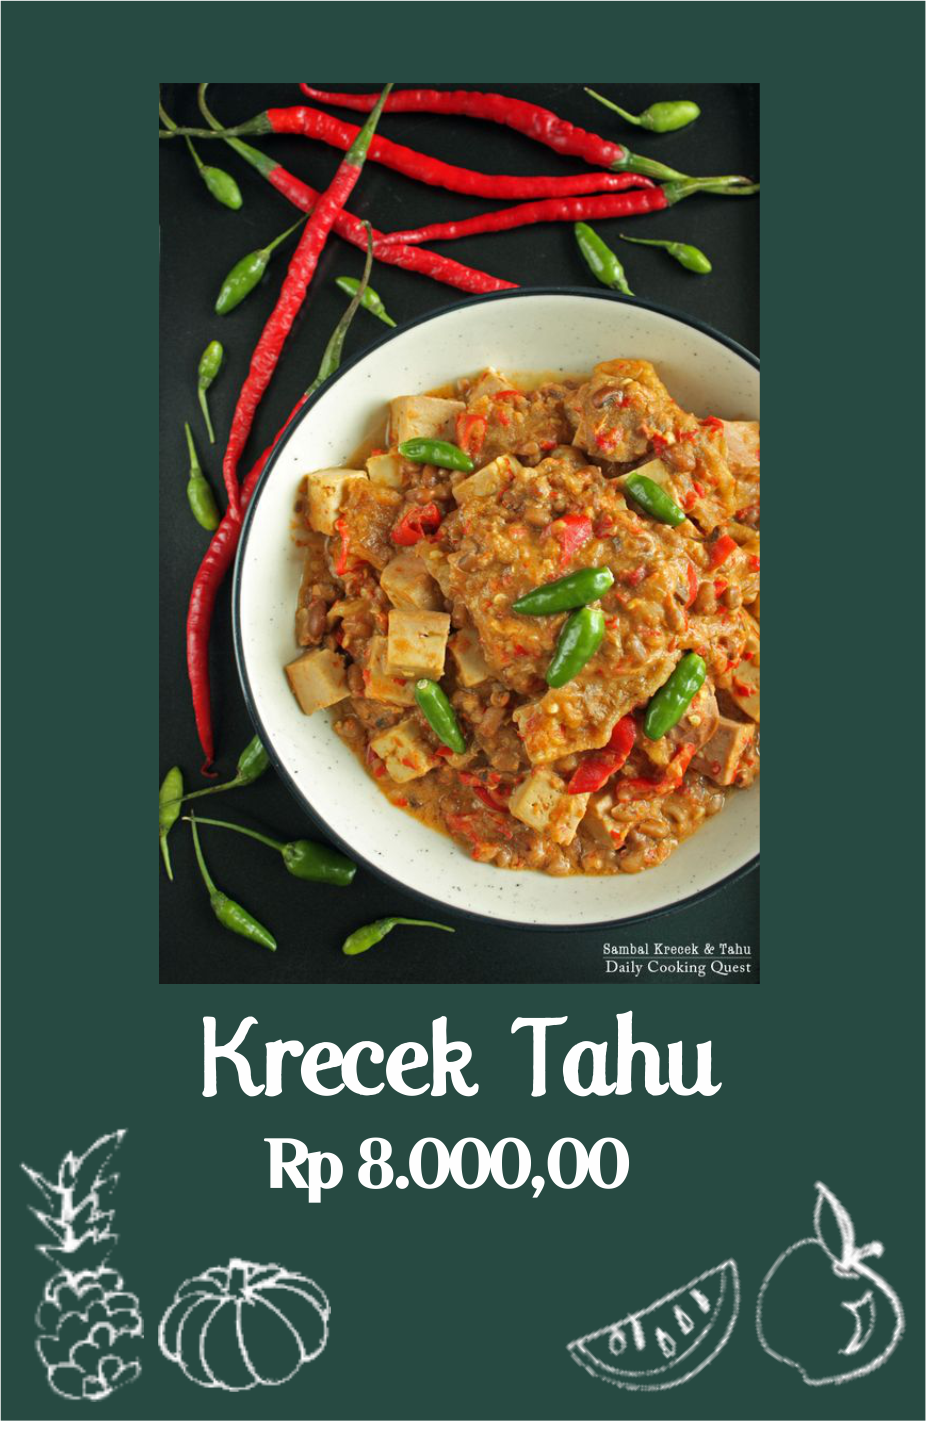 Sambal Krecek & Tahu
Daily Cooking Quest
Krecek Tahu
Rp 8.000,00